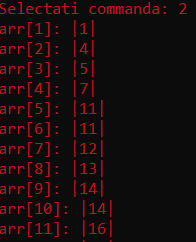 Selectati commanda: 2
arr[1]: |1|
arr[2]: |4|
arr[3]: |5|
arr[4]: |7|
arr[5]: |11|
arr[6]: |11|
arr[7]: |12|
arr[8]: |13|
arr[9]: |14|
arr[10]: |14|
arr[11]: |16|